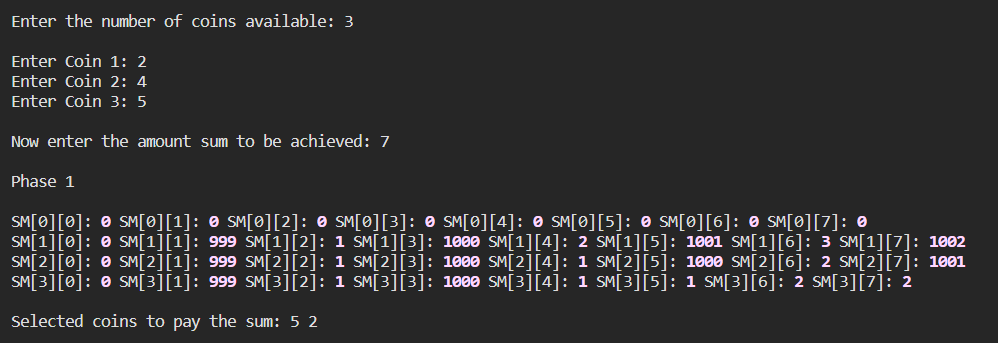 Enter the number of coins available: 3
Enter Coin 1: 2
Enter Coin 2: 4
Enter Coin 3: 5
Now enter the amount sum to be achieved: 7
Phase 1
SM[0][0]: 0 SM[0][1]: 0 SM[0][2]: 0 SM[0][3]: 0 SM[0][4]: 0 SM[0][5]: 0 SM[0][6]: 0 SM[0][7]: 0
SM[1][0]: 0 SM[1][1]: 999 SM[1][2]: 1 SM[1][3]: 1000 SM[1][4]: 2 SM[1][5]: 1001 SM[1][6]: 3 SM[1][7]: 1002
SM[2][0]: 0 SM[2][1]: 999 SM[2][2]: 1 SM[2][3]: 1000 SM[2][4]: 1 SM[2][5]: 1000 SM[2][6]: 2 SM[2][7]: 1001
SM[3][0]: 0 SM[3][1]: 999 SM[3][2]: 1 SM[3][3]: 1000 SM[3][4]: 1 SM[3][5]: 1 SM[3][6]: 2 SM[3][7]: 2
Selected coins to pay the sum: 5 2